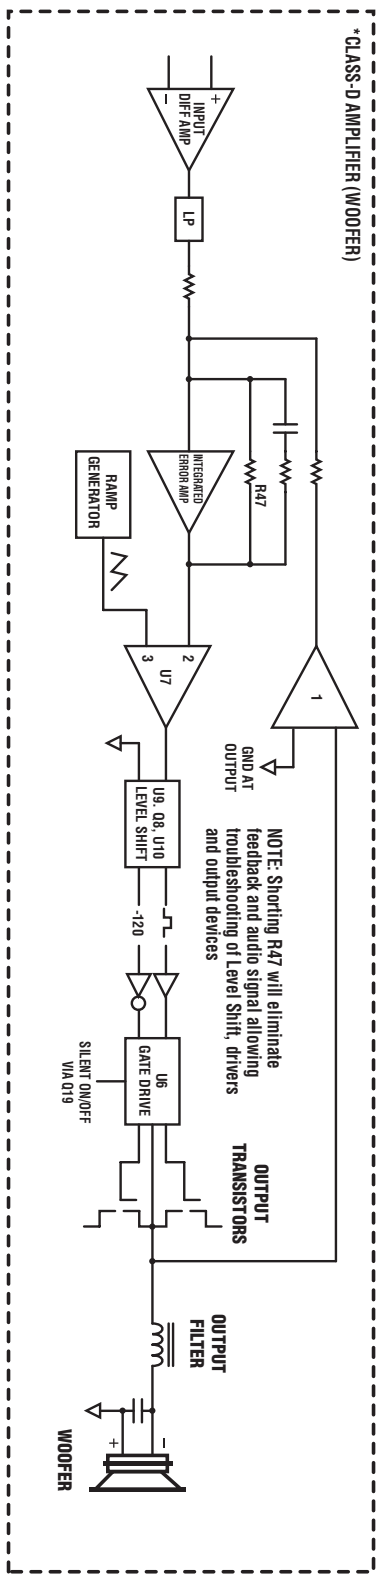 *CLASS-D AMPLIFIER (WOOFER)
+
–
INPUT
DIFF AMP
LP
R47
INTEGRATED
ERROR AMP
RAMP
GENERATOR
2
3
U7
1
GND AT
OUTPUT
U9. Q8, U10
LEVEL SHIFT
-120
NOTE: Shorting R47 will eliminate
feedback and audio signal allowing
troubleshooting of Level Shift, drivers
and output devices
U6
GATE DRIVE
SILENT ON/OFF
VIA Q19
OUTPUT
TRANSISTORS
OUTPUT
FILTER
–
+
WOOFER